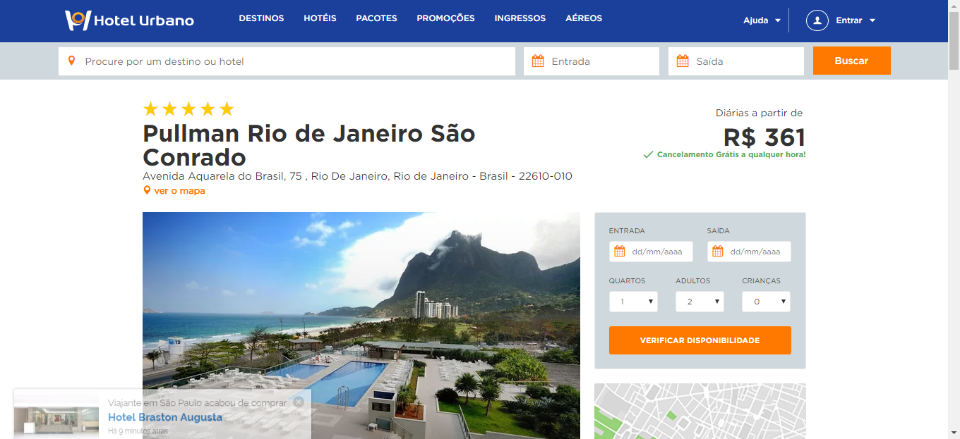 Hotel Urbano
DESTINOS HOTÉIS PACOTES PROMOÇÕES INGRESSOS AÉREOS
Ajuda Entrar
Procure por um destino ou hotel
Entrada
Saída
Buscar
Pullman Rio de Janeiro São
Conrado
Avenida Aquarela do Brasil, 75 , Rio De Janeiro, Rio de Janeiro - Brasil - 22610-010
ver o mapa
Diárias a partir de
R$ 361
Cancelamento Grátis a qualquer hora!
ENTRADA SAÍDA
dd/mm/aaaa dd/mm/aaaa
QUARTOS ADULTOS CRIANÇAS
1 2 0
VERIFICAR DISPONIBILIDADE
Viajante em São Paulo acabou de comprar
Hotel Braston Augusta
Há 9 minutos atrás